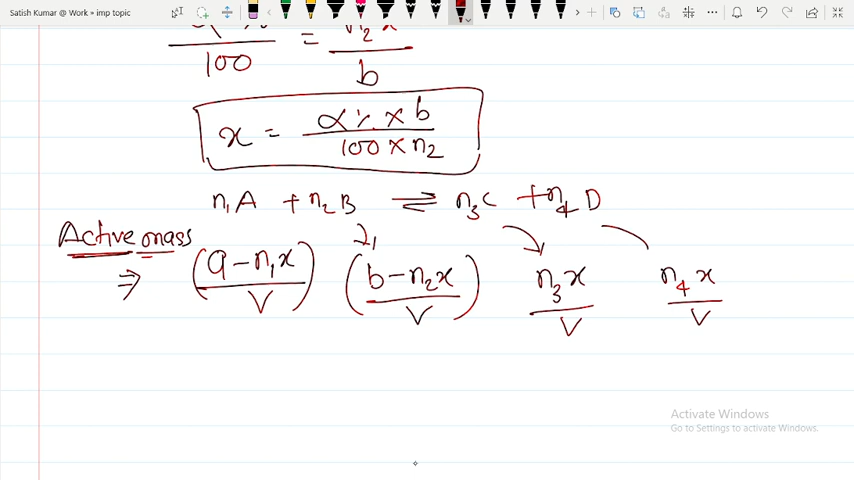 Satish Kumar @ Work » imp topic
100 = b
x = α% × b / 100 × n₂
n₁A + n₂B ⇌ n₃C + n₄D
Active mass
⇒ (a − n₁x / V) (b − n₂x / V) n₃x / V n₄x / V
Activate Windows
Go to Settings to activate Windows.